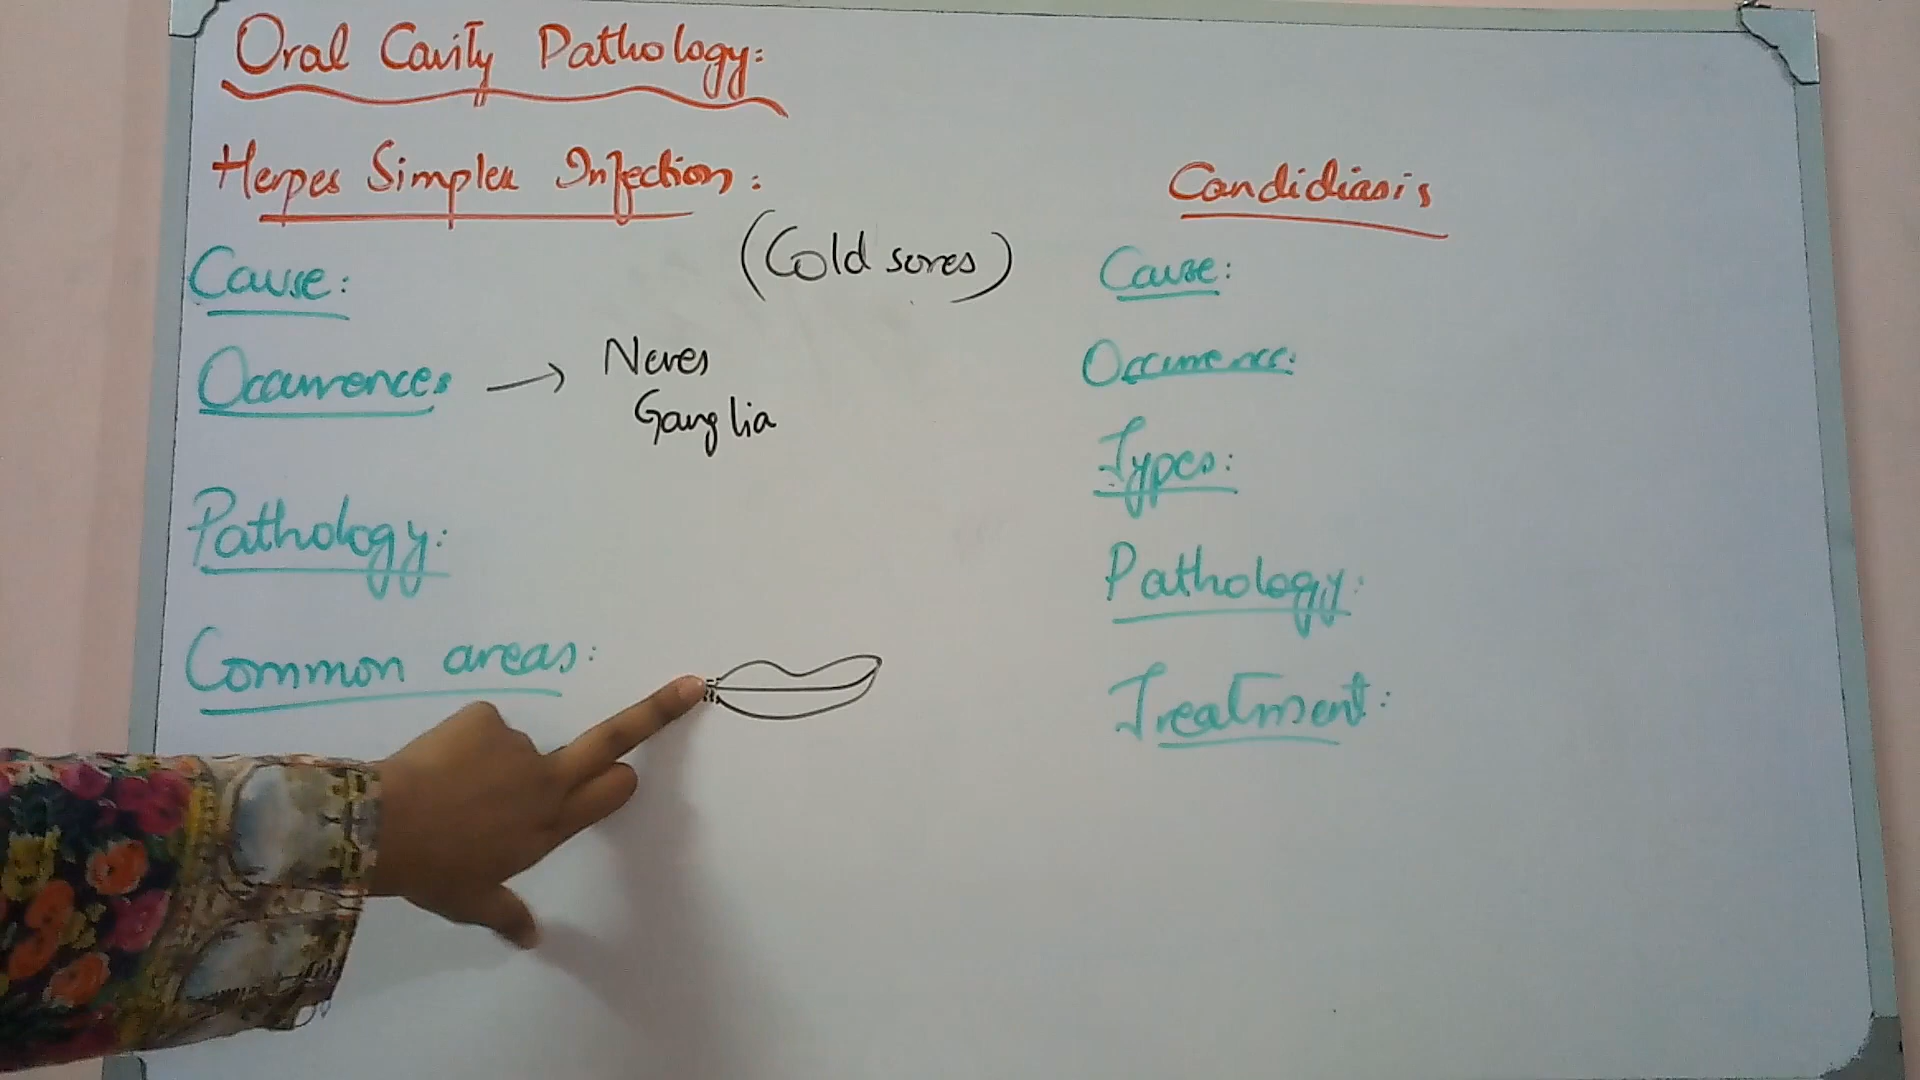 Oral Cavity Pathology:
Herpes Simplex Infection:
(Cold sores)
Cause:
Occurrences → Nerves
Ganglia
Pathology:
Common areas:
Candidiasis
Cause:
Occurrence:
Types:
Pathology:
Treatment: